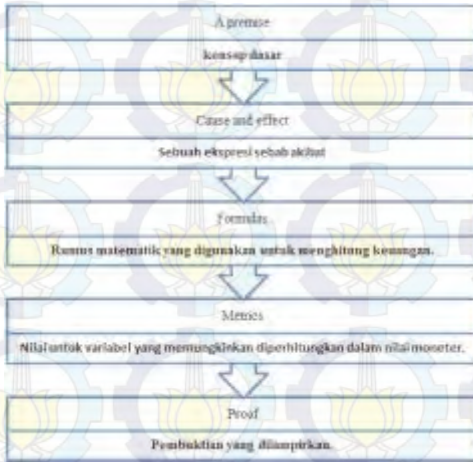 A premise
konsep dasar
Cause and effect
Sebuah ekspresi sebab akibat
Formulas
Rumus matematik yang digunakan untuk menghitung keuangan.
Metrics
Nilai untuk variabel yang memungkinkan diperhitungkan dalam nilai moneter.
Proof
Pembuktian yang dilampirkan.